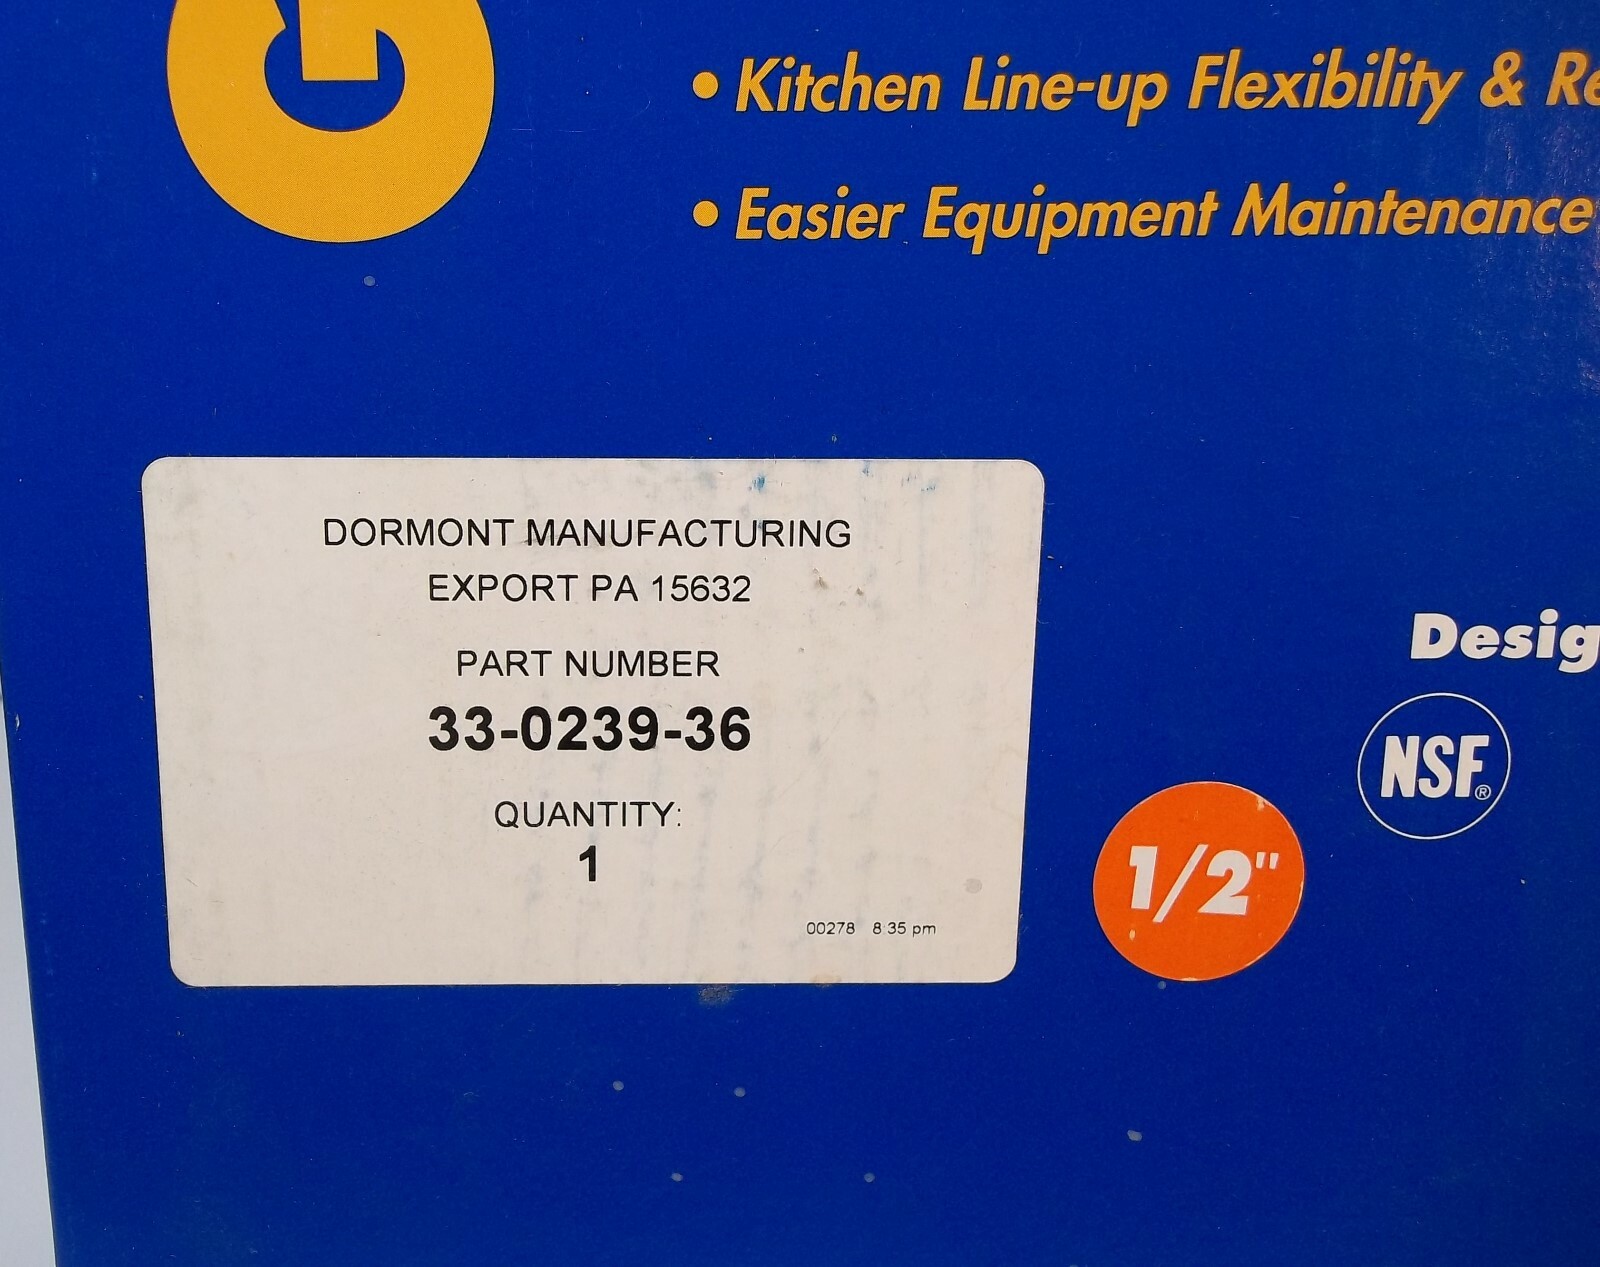 G
• Kitchen Line-up Flexibility & Re
• Easier Equipment Maintenance
DORMONT MANUFACTURING
EXPORT PA 15632
PART NUMBER
33-0239-36
QUANTITY:
1
00278 8:35 pm
Desig
NSF®
1/2"